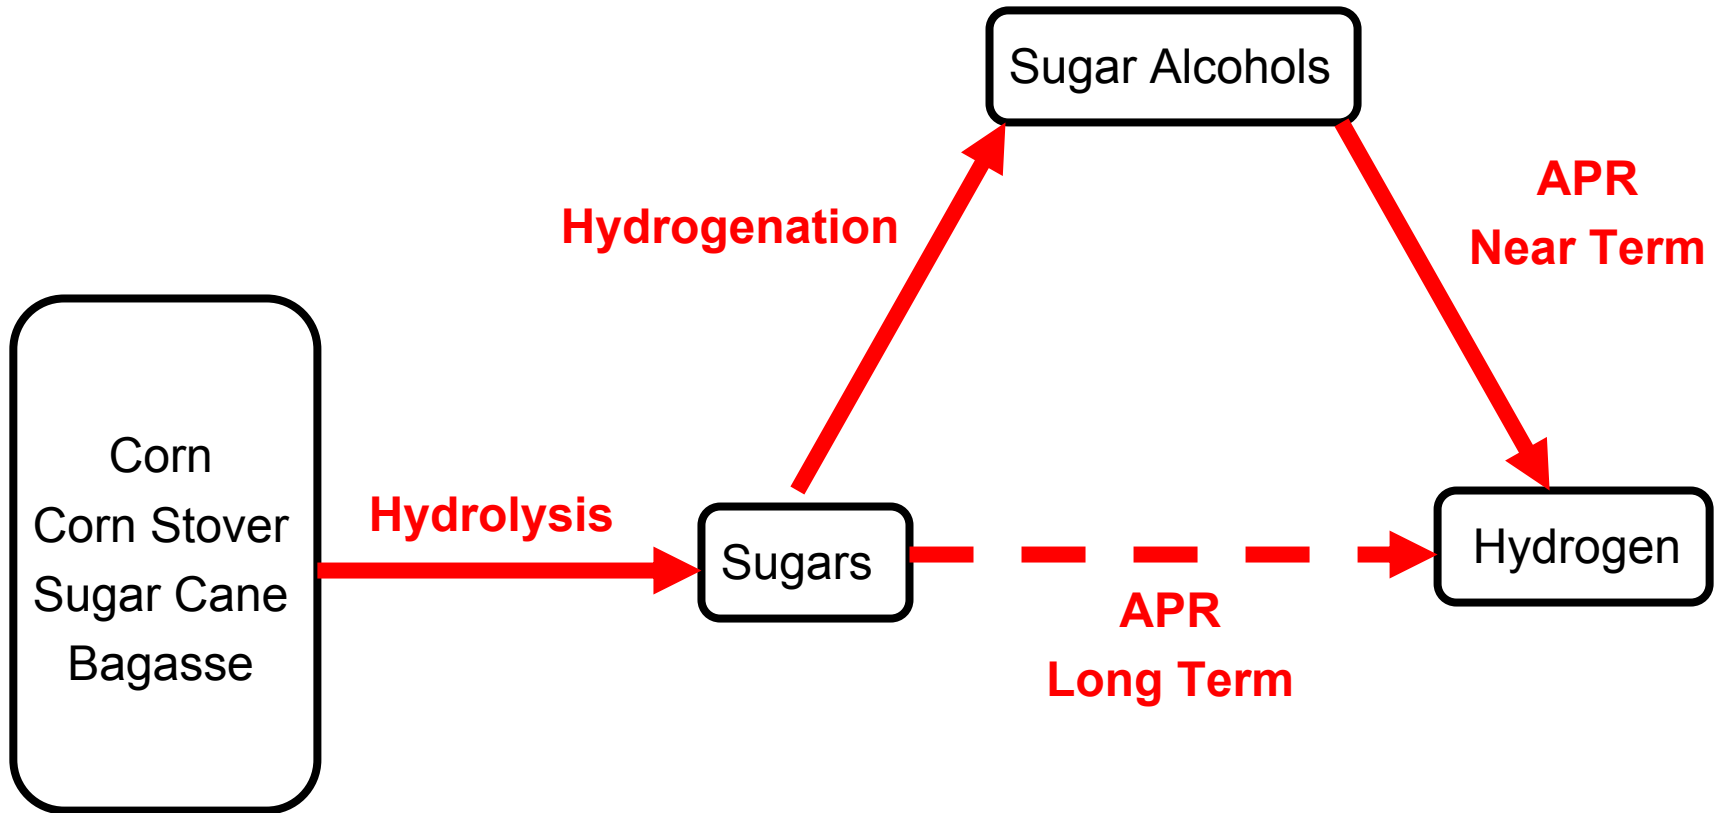 Sugar Alcohols
Hydrogenation
APR
Near Term
Corn
Corn Stover
Sugar Cane
Bagasse
Hydrolysis
Sugars
Hydrogen
APR
Long Term